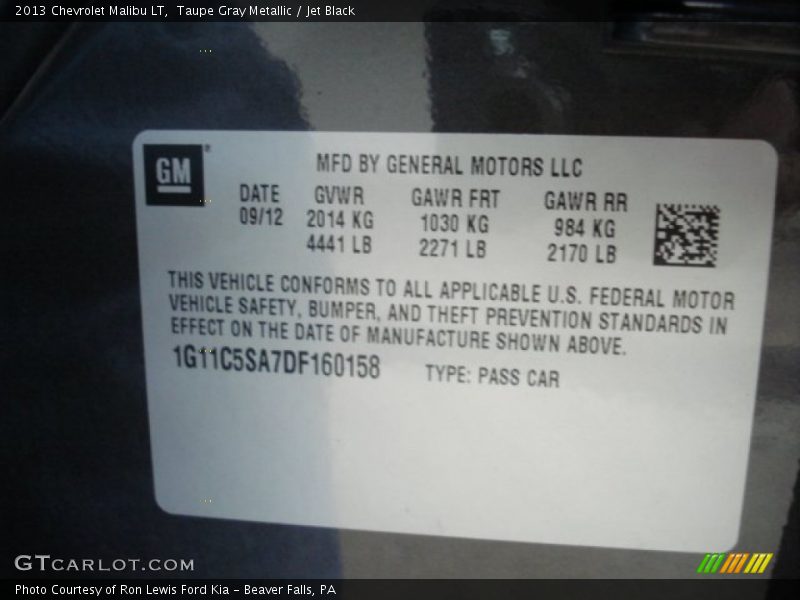 2013 Chevrolet Malibu LT,  Taupe Gray Metallic / Jet Black
GM
MFD BY GENERAL MOTORS LLC
DATE GVWR GAWR FRT GAWR RR
09/12 2014 KG 1030 KG 984 KG
4441 LB 2271 LB 2170 LB
THIS VEHICLE CONFORMS TO ALL APPLICABLE U.S. FEDERAL MOTOR
VEHICLE SAFETY, BUMPER, AND THEFT PREVENTION STANDARDS IN
EFFECT ON THE DATE OF MANUFACTURE SHOWN ABOVE.
1G11C5SA7DF160158 TYPE: PASS CAR
GTCARLOT.COM
Photo Courtesy of Ron Lewis Ford Kia - Beaver Falls, PA